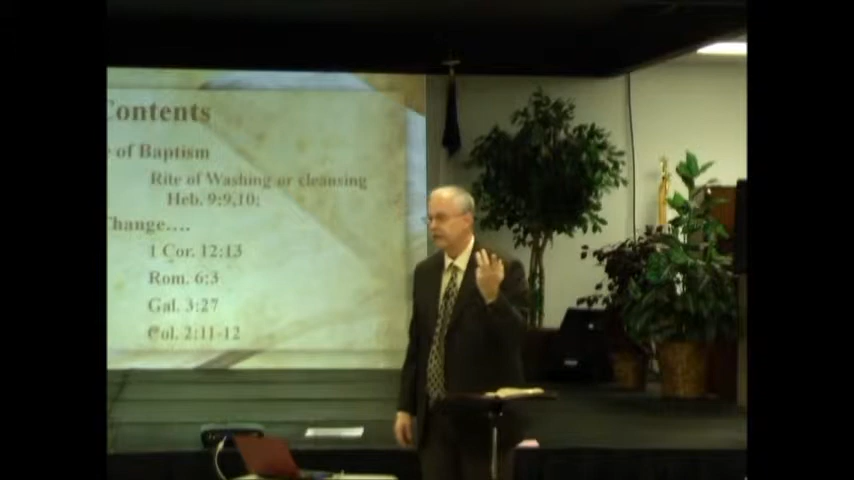 Contents
of Baptism
Rite of Washing or cleansing
Heb. 9:9,10;
Change....
1 Cor. 12:13
Rom. 6:3
Gal. 3:27
Col. 2:11-12